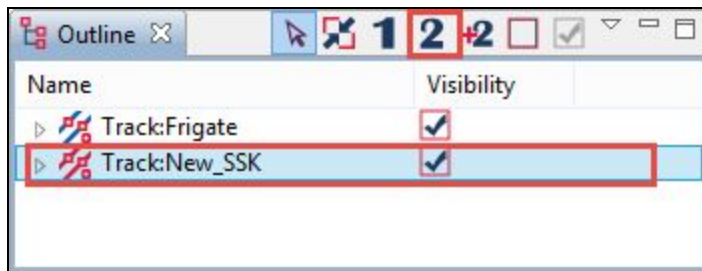 Outline
1 2 +2
Name Visibility
Track:Frigate
Track:New_SSK